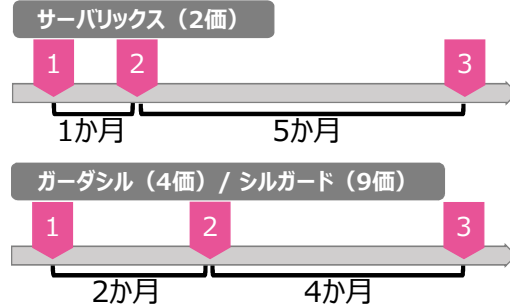 サーバリックス（2価）
1 2 3
1か月 5か月
ガーダシル（4価）/ シルガード（9価）
1 2 3
2か月 4か月